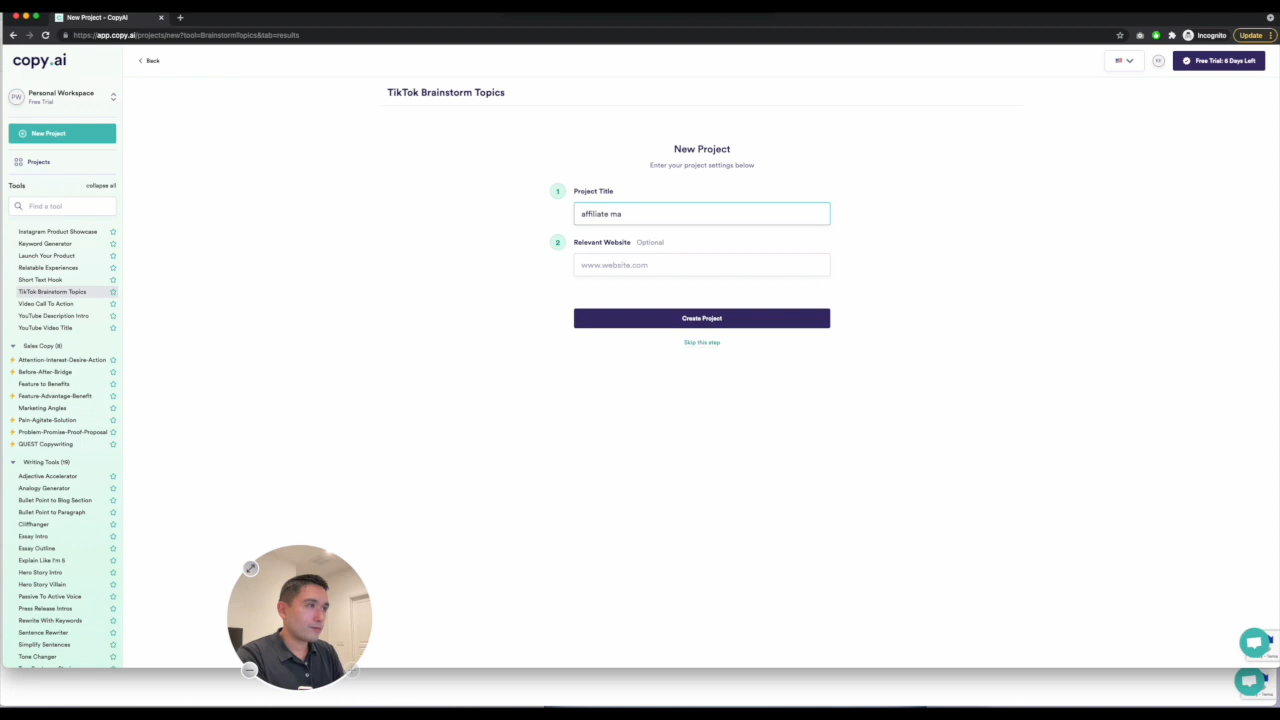 New Project - CopyAI
https://app.copy.ai/projects/new?tool=BrainstormTopics&tab=results
Incognito
Update
copy.ai
Back
Free Trial: 6 Days Left
PW
Personal Workspace
Free Trial
New Project
Projects
Tools
collapse all
Find a tool
Instagram Product Showcase
Keyword Generator
Launch Your Product
Relatable Experiences
Short Text Hook
TikTok Brainstorm Topics
Video Call To Action
YouTube Description Intro
YouTube Video Title
Sales Copy (8)
Attention-Interest-Desire-Action
Before-After-Bridge
Feature to Benefits
Feature-Advantage-Benefit
Marketing Angles
Pain-Agitate-Solution
Problem-Promise-Proof-Proposal
QUEST Copywriting
Writing Tools (19)
Adjective Accelerator
Analogy Generator
Bullet Point to Blog Section
Bullet Point to Paragraph
Cliffhanger
Essay Intro
Essay Outline
Explain Like I'm 5
Hero Story Intro
Hero Story Villain
Passive To Active Voice
Press Release Intros
Rewrite With Keywords
Sentence Rewriter
Simplify Sentences
Tone Changer
TikTok Brainstorm Topics
New Project
Enter your project settings below
1
Project Title
affiliate ma
2
Relevant Website Optional
www.website.com
Create Project
Skip this step
Terms
Terms